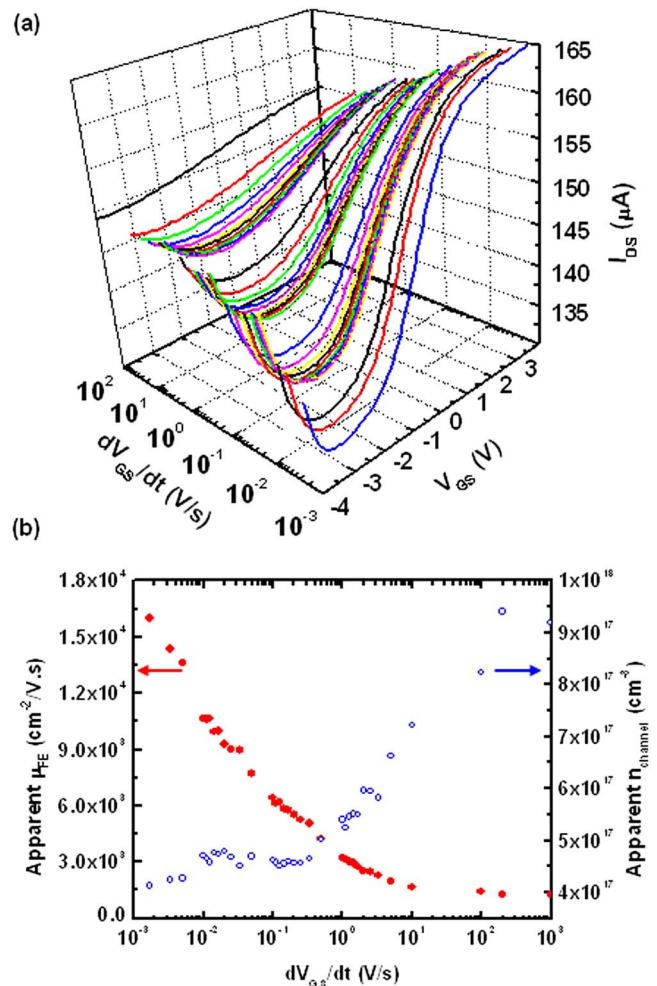 (a)
165
160
155
150
145
140
135
I_DS (μA)
10² 10¹ 10⁰ 10⁻¹ 10⁻² 10⁻³
dV_GS/dt (V/s)
-4 -3 -2 -1 0 1 2 3
V_GS (V)
(b)
1.8x10⁴
1.5x10⁴
1.2x10⁴
9.0x10³
6.0x10³
3.0x10³
0.0
Apparent μ_FE (cm⁻²/V.s)
1x10¹⁸
9x10¹⁷
8x10¹⁷
7x10¹⁷
6x10¹⁷
5x10¹⁷
4x10¹⁷
Apparent n_channel (cm⁻³)
10⁻³ 10⁻² 10⁻¹ 10⁰ 10¹ 10² 10³
dV_GS/dt (V/s)